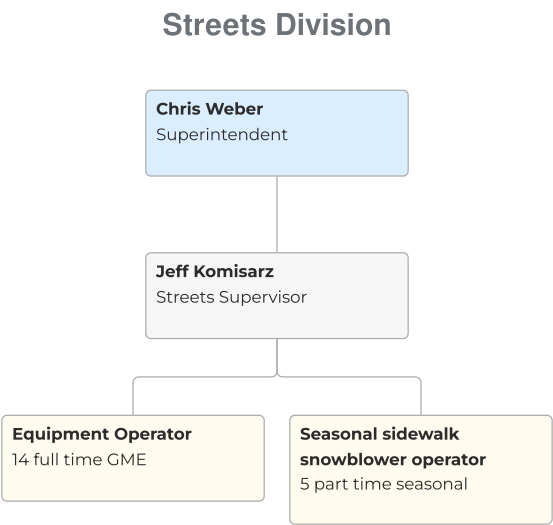 Streets Division
Chris Weber
Superintendent
Jeff Komisarz
Streets Supervisor
Equipment Operator
14 full time GME
Seasonal sidewalk
snowblower operator
5 part time seasonal